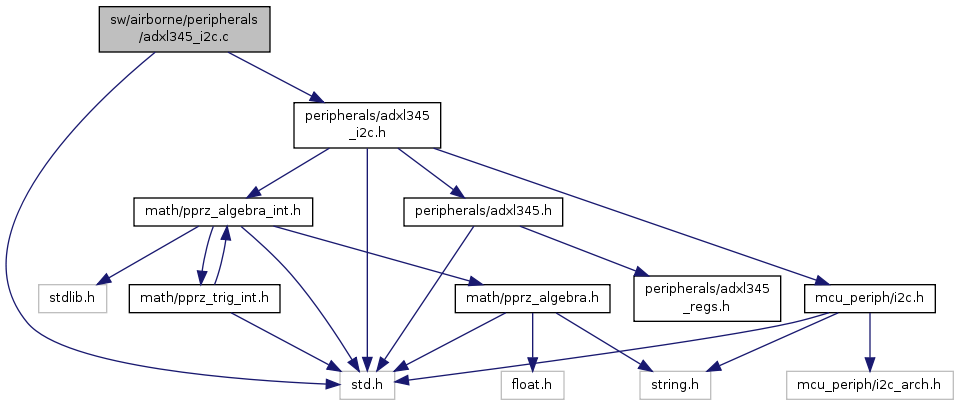 sw/airborne/peripherals
/adxl345_i2c.c
peripherals/adxl345
_i2c.h
math/pprz_algebra_int.h
peripherals/adxl345.h
stdlib.h
math/pprz_trig_int.h
math/pprz_algebra.h
peripherals/adxl345
_regs.h
mcu_periph/i2c.h
std.h
float.h
string.h
mcu_periph/i2c_arch.h